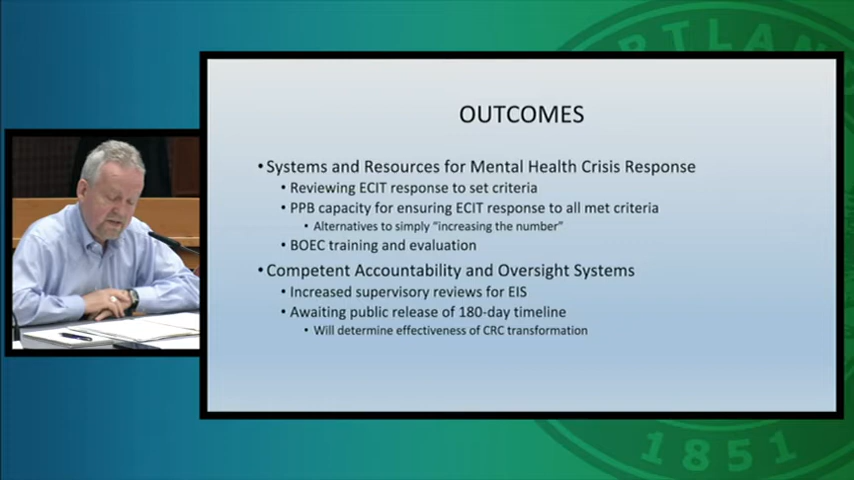 RTLAN
OUTCOMES
• Systems and Resources for Mental Health Crisis Response
• Reviewing ECIT response to set criteria
• PPB capacity for ensuring ECIT response to all met criteria
• Alternatives to simply “increasing the number”
• BOEC training and evaluation
• Competent Accountability and Oversight Systems
• Increased supervisory reviews for EIS
• Awaiting public release of 180-day timeline
• Will determine effectiveness of CRC transformation
1851